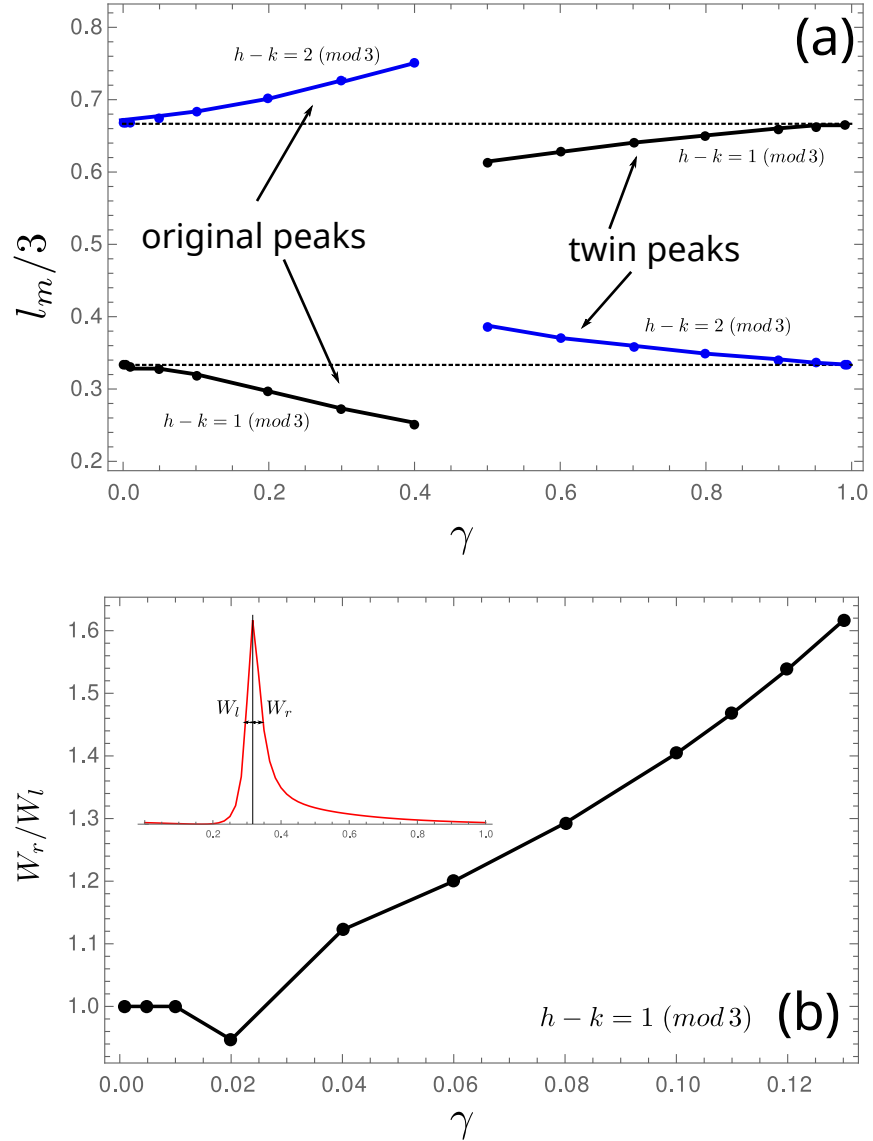 (a)
h − k = 2 (mod 3)
0.8
0.7
0.6
0.5
0.4
0.3
0.2
l_m/3
h − k = 1 (mod 3)
original peaks
twin peaks
h − k = 2 (mod 3)
h − k = 1 (mod 3)
0.0 0.2 0.4 0.6 0.8 1.0
γ
1.6
1.5
1.4
1.3
1.2
1.1
1.0
W_r/W_l
W_l W_r
0.2 0.4 0.6 0.8 1.0
h − k = 1 (mod 3) (b)
0.00 0.02 0.04 0.06 0.08 0.10 0.12
γ